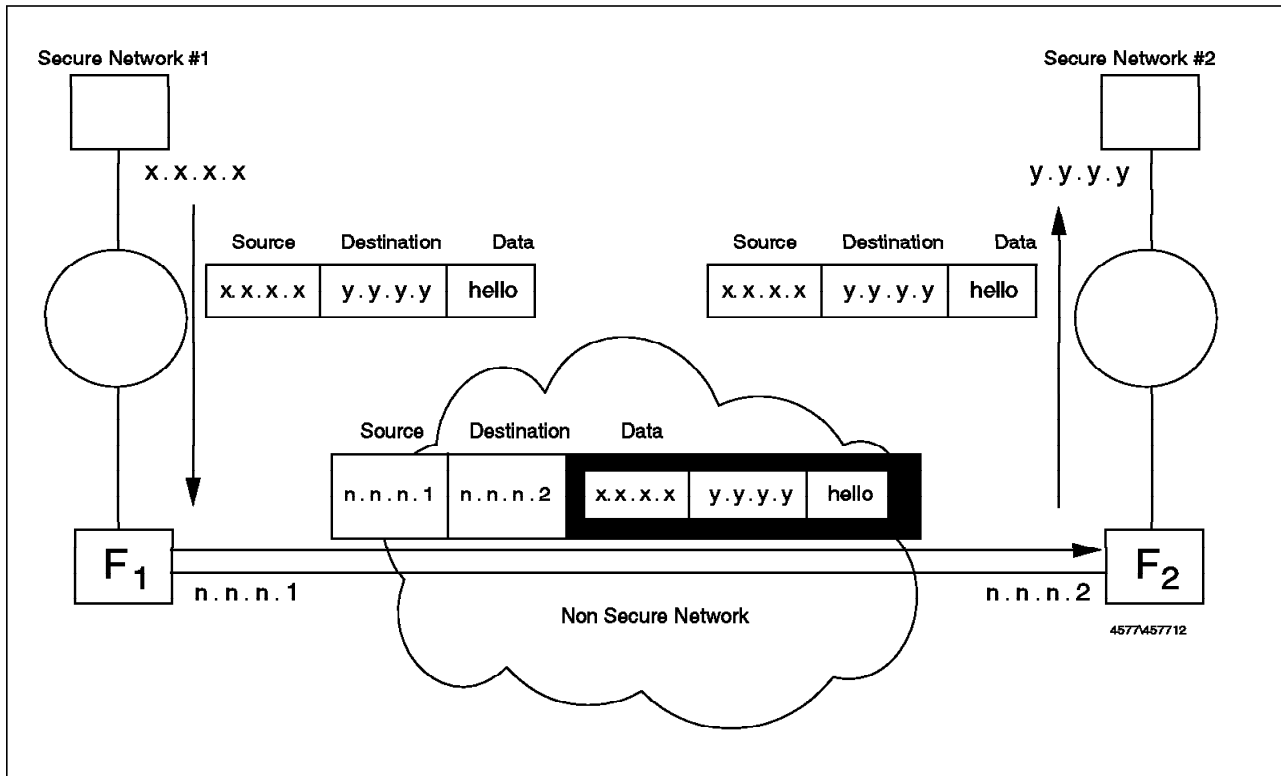 Secure Network #1
Secure Network #2
x.x.x.x
y.y.y.y
Source Destination Data
x.x.x.x y.y.y.y hello
Source Destination Data
x.x.x.x y.y.y.y hello
Source Destination Data
n.n.n.1 n.n.n.2 x.x.x.x y.y.y.y hello
F1
F2
n.n.n.1
n.n.n.2
Non Secure Network
4577\457712